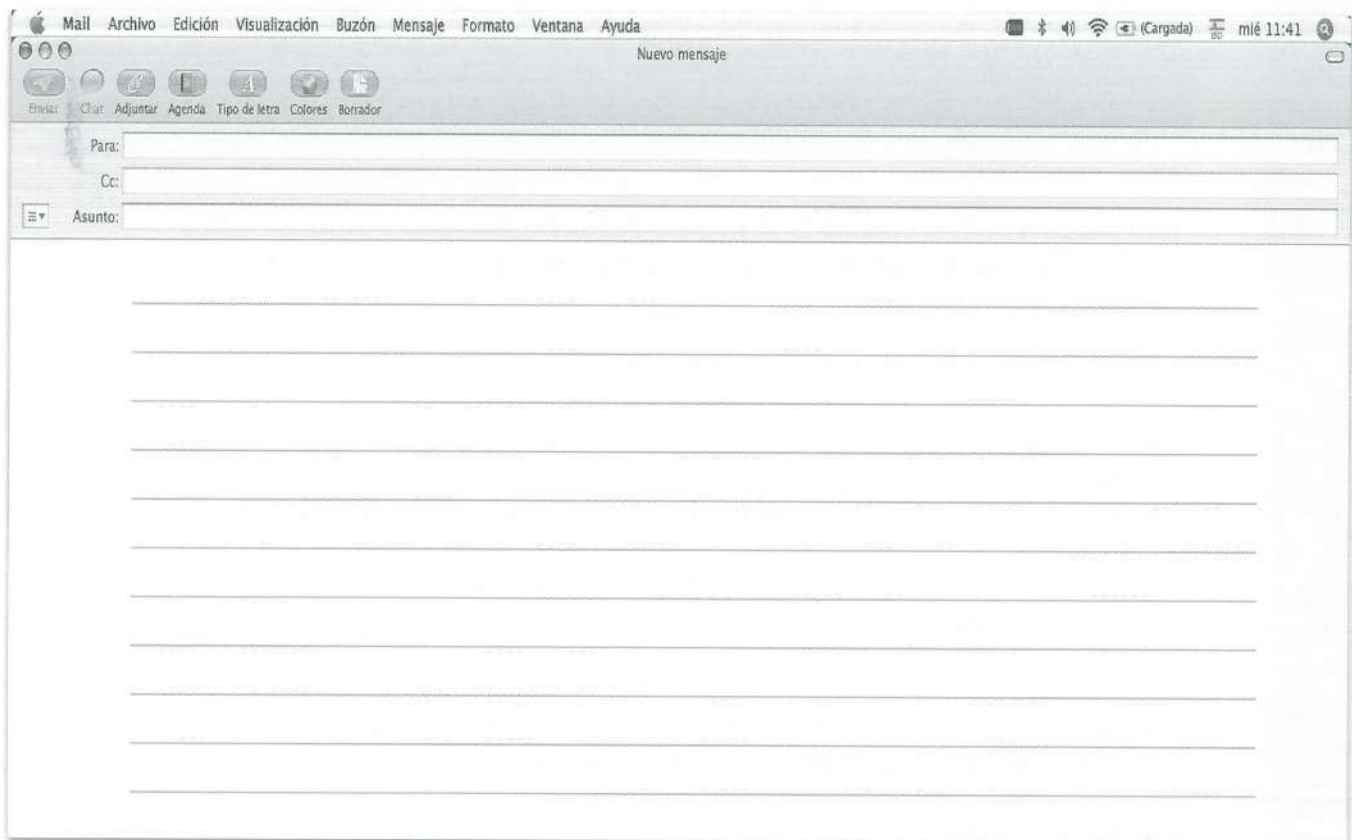 Mail Archivo Edición Visualización Buzón Mensaje Formato Ventana Ayuda (Cargada) mié 11:41
Nuevo mensaje
Enviar Chat Adjuntar Agenda Tipo de letra Colores Borrador
Para:
Cc:
Asunto: